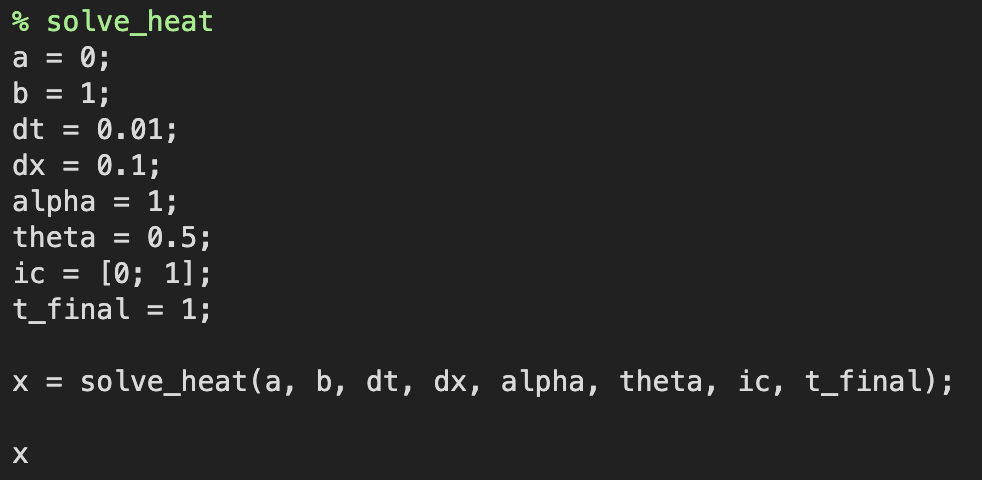 % solve_heat
a = 0;
b = 1;
dt = 0.01;
dx = 0.1;
alpha = 1;
theta = 0.5;
ic = [0; 1];
t_final = 1;
x = solve_heat(a, b, dt, dx, alpha, theta, ic, t_final);
x